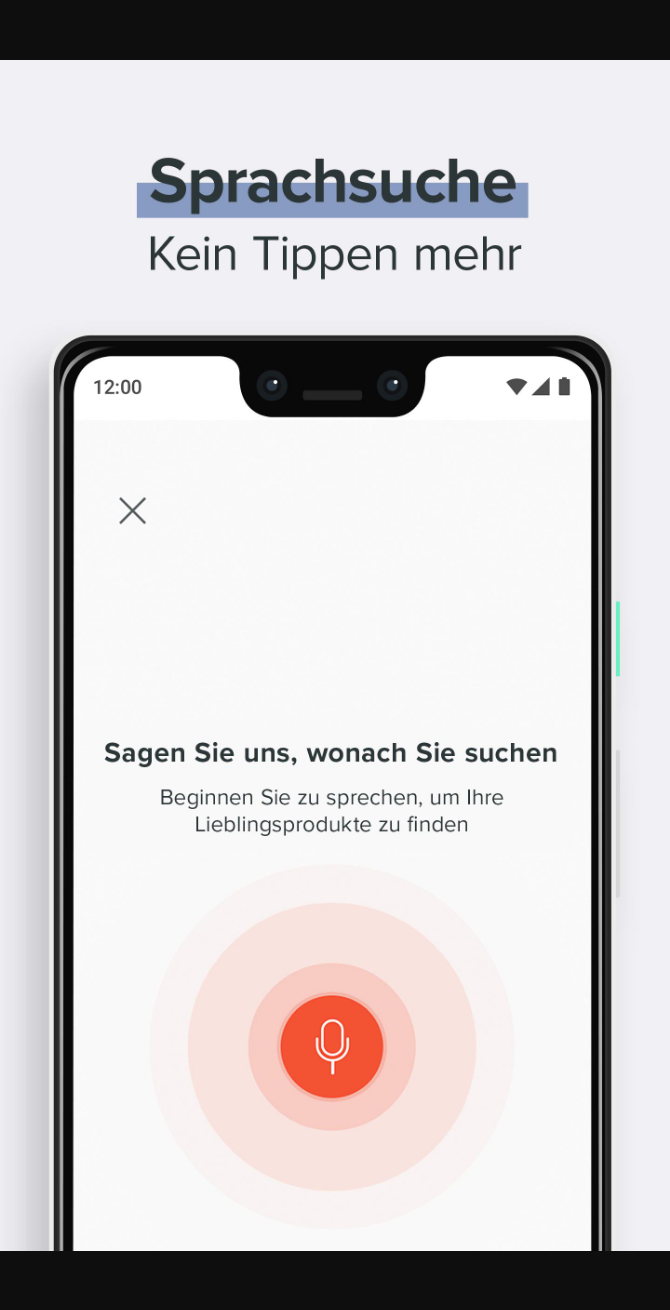 Sprachsuche
Kein Tippen mehr
12:00
Sagen Sie uns, wonach Sie suchen
Beginnen Sie zu sprechen, um Ihre
Lieblingsprodukte zu finden